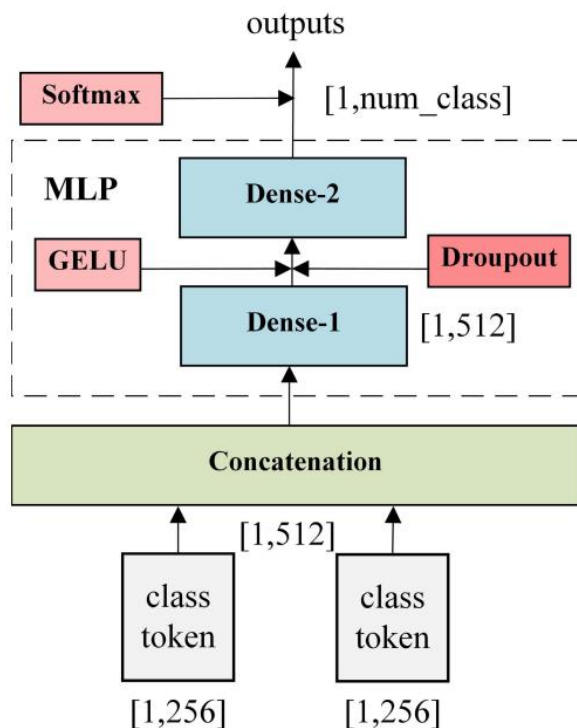 outputs
Softmax
[1,num_class]
MLP
Dense-2
GELU
Droupout
Dense-1
[1,512]
Concatenation
[1,512]
class
token
class
token
[1,256]
[1,256]